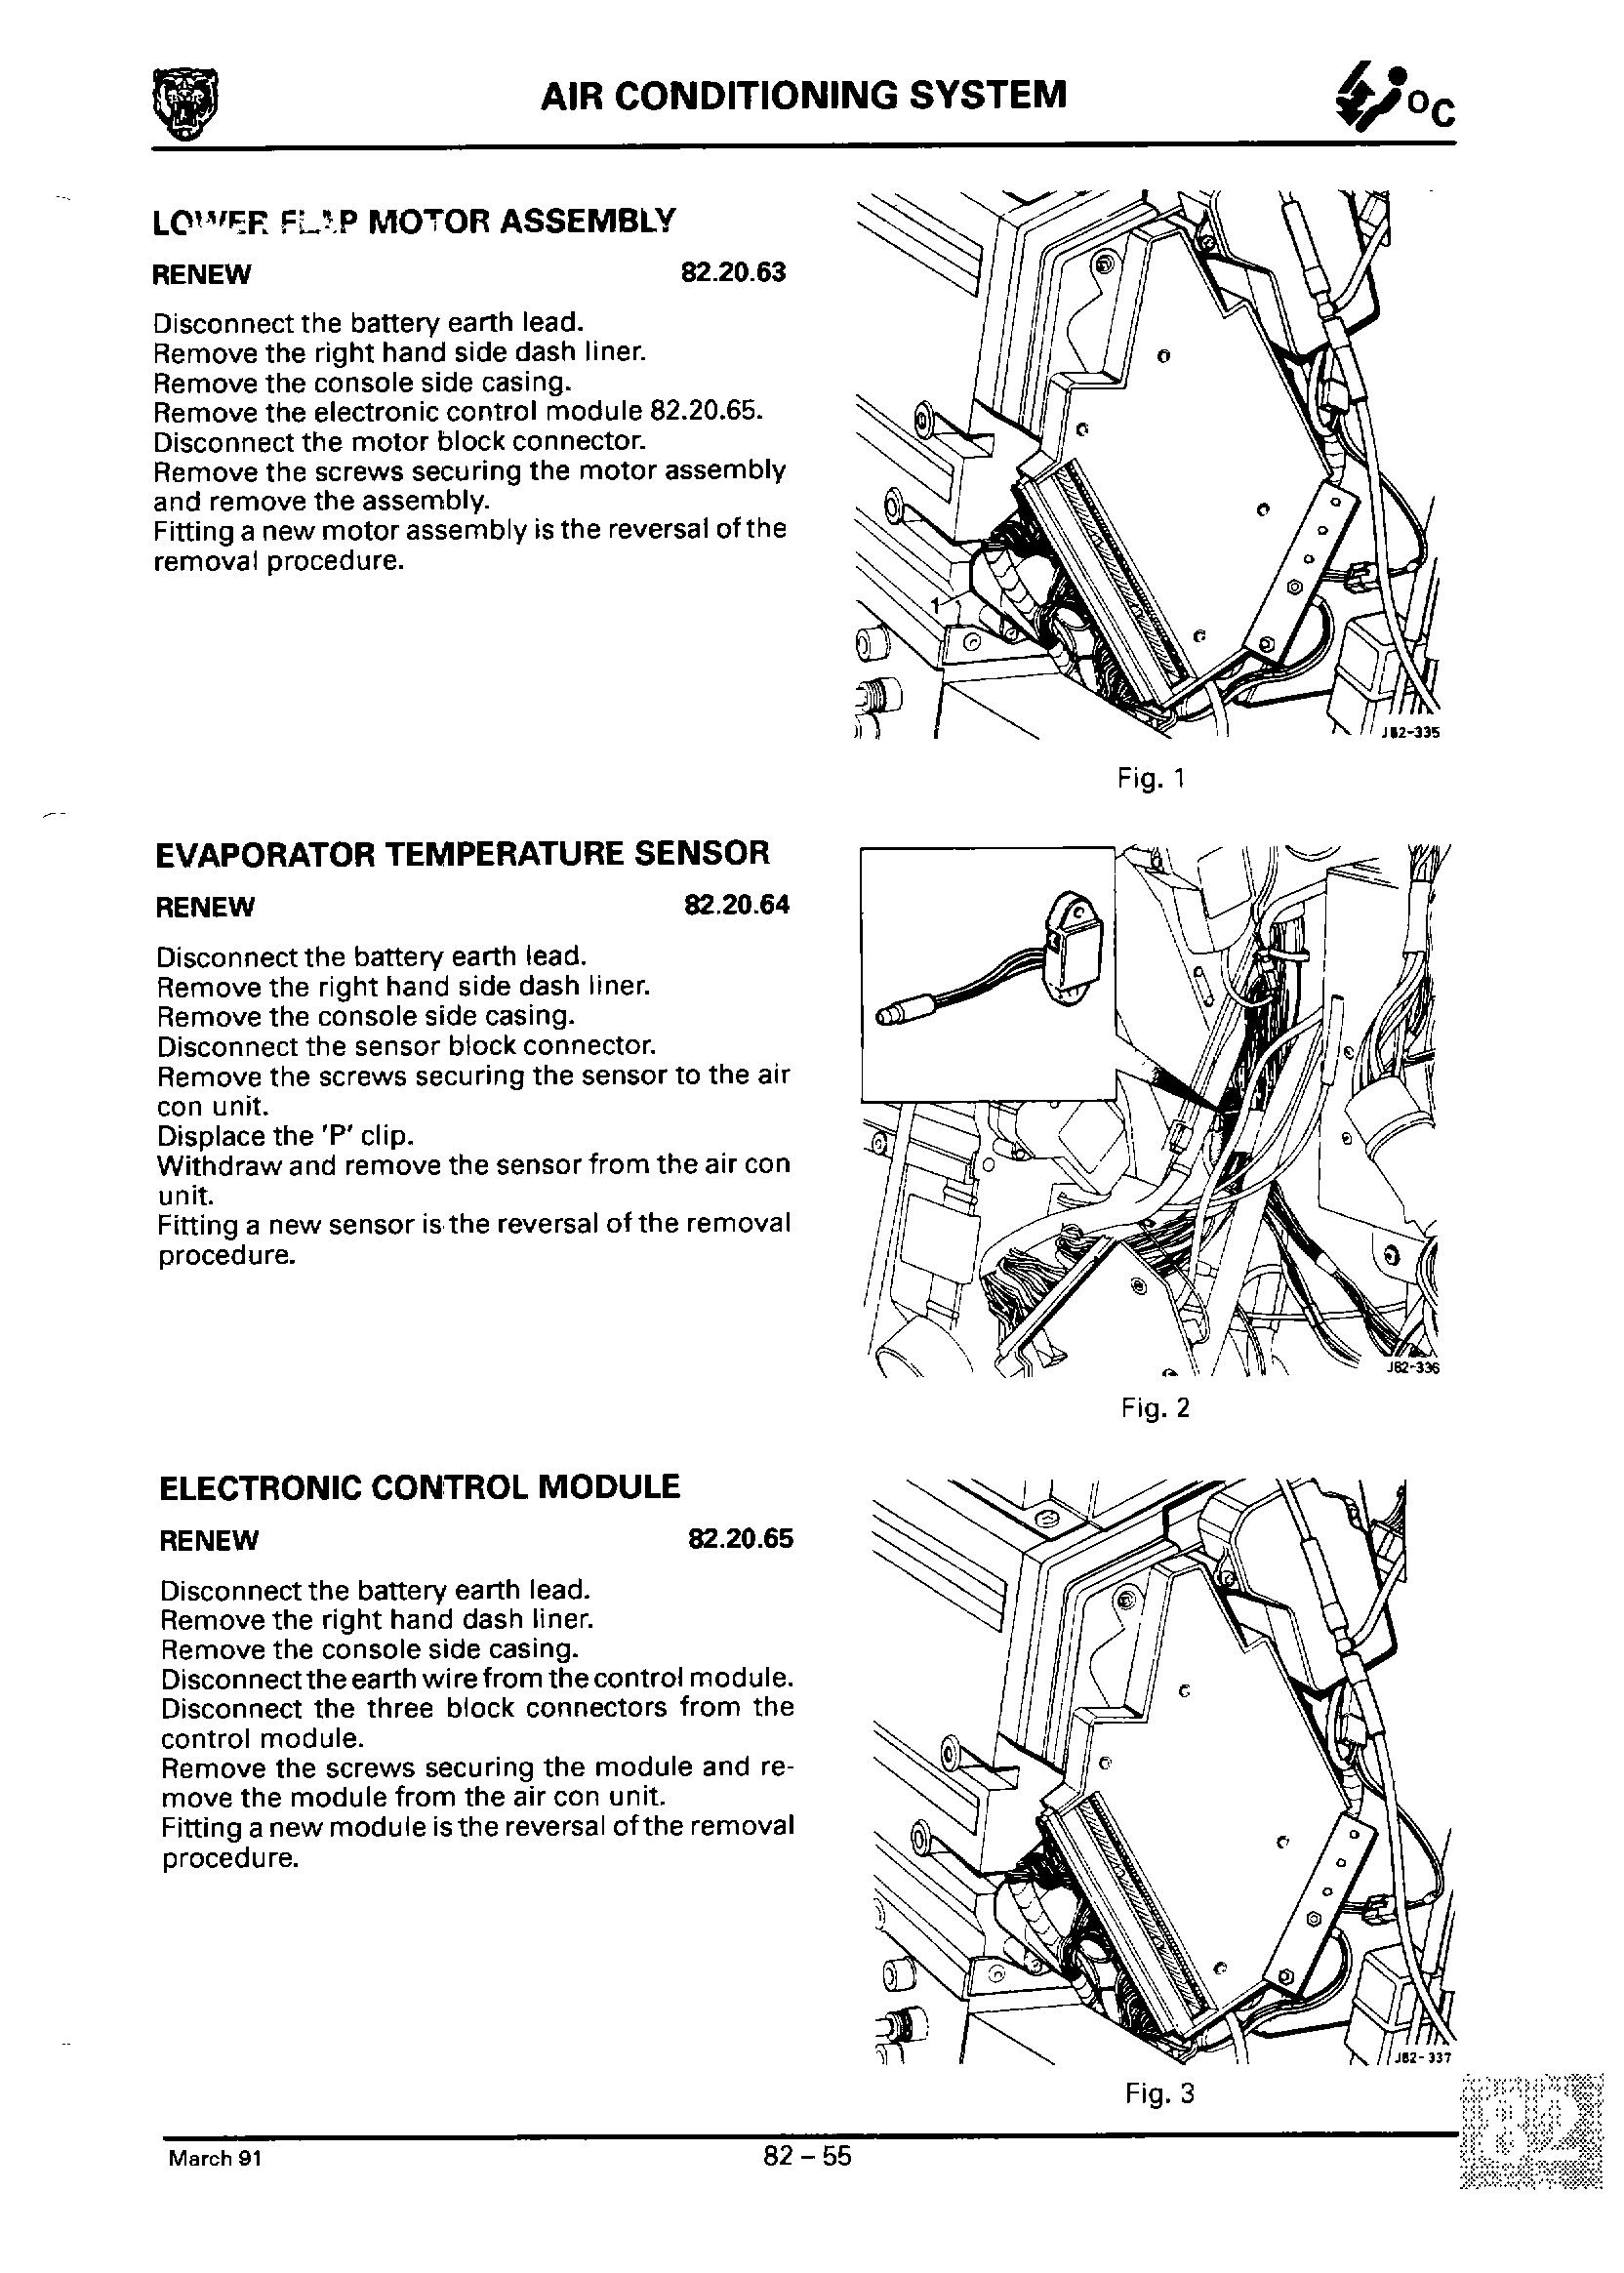 AIR CONDITIONING SYSTEM
°C
LOWER FLAP MOTOR ASSEMBLY
RENEW 82.20.63
Disconnect the battery earth lead.
Remove the right hand side dash liner.
Remove the console side casing.
Remove the electronic control module 82.20.65.
Disconnect the motor block connector.
Remove the screws securing the motor assembly
and remove the assembly.
Fitting a new motor assembly is the reversal of the
removal procedure.
1
J82-335
Fig. 1
EVAPORATOR TEMPERATURE SENSOR
RENEW 82.20.64
Disconnect the battery earth lead.
Remove the right hand side dash liner.
Remove the console side casing.
Disconnect the sensor block connector.
Remove the screws securing the sensor to the air
con unit.
Displace the 'P' clip.
Withdraw and remove the sensor from the air con
unit.
Fitting a new sensor is the reversal of the removal
procedure.
J82-336
Fig. 2
ELECTRONIC CONTROL MODULE
RENEW 82.20.65
Disconnect the battery earth lead.
Remove the right hand dash liner.
Remove the console side casing.
Disconnect the earth wire from the control module.
Disconnect the three block connectors from the
control module.
Remove the screws securing the module and re-
move the module from the air con unit.
Fitting a new module is the reversal of the removal
procedure.
J82-337
Fig. 3
82
March 91
82 – 55